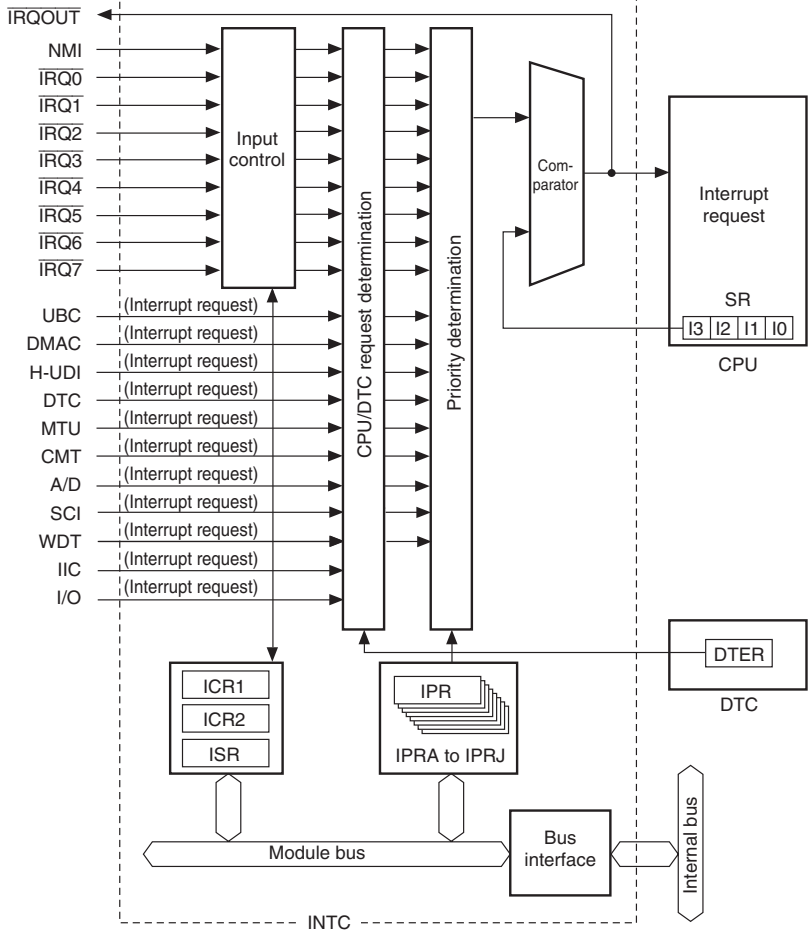 IRQOUT
NMI
IRQ0
IRQ1
IRQ2
IRQ3
IRQ4
IRQ5
IRQ6
IRQ7
UBC
DMAC
H-UDI
DTC
MTU
CMT
A/D
SCI
WDT
IIC
I/O
(Interrupt request)
(Interrupt request)
(Interrupt request)
(Interrupt request)
(Interrupt request)
(Interrupt request)
(Interrupt request)
(Interrupt request)
(Interrupt request)
(Interrupt request)
(Interrupt request)
Input
control
CPU/DTC request determination
Priority determination
Com-
parator
Interrupt
request
SR
I3 I2 I1 I0
CPU
DTER
DTC
ICR1
ICR2
ISR
IPR
IPRA to IPRJ
Module bus
Bus
interface
Internal bus
INTC